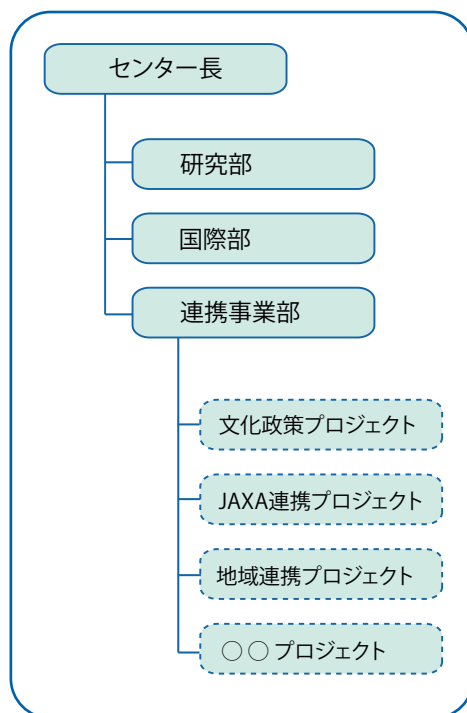 センター長
研究部
国際部
連携事業部
文化政策プロジェクト
JAXA連携プロジェクト
地域連携プロジェクト
○○プロジェクト